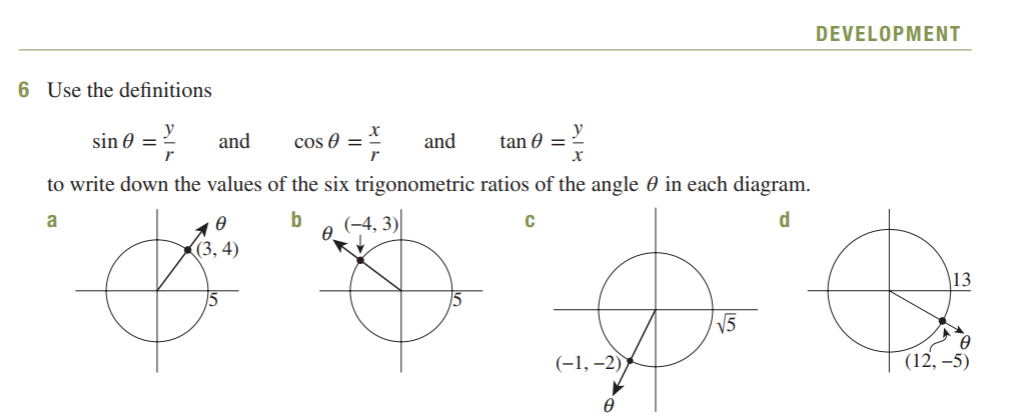 DEVELOPMENT
6 Use the definitions
sin θ = y/r and cos θ = x/r and tan θ = y/x
to write down the values of the six trigonometric ratios of the angle θ in each diagram.
a
θ
(3, 4)
5
b
θ
(−4, 3)
5
c
√5
(−1, −2)
θ
d
13
θ
(12, −5)